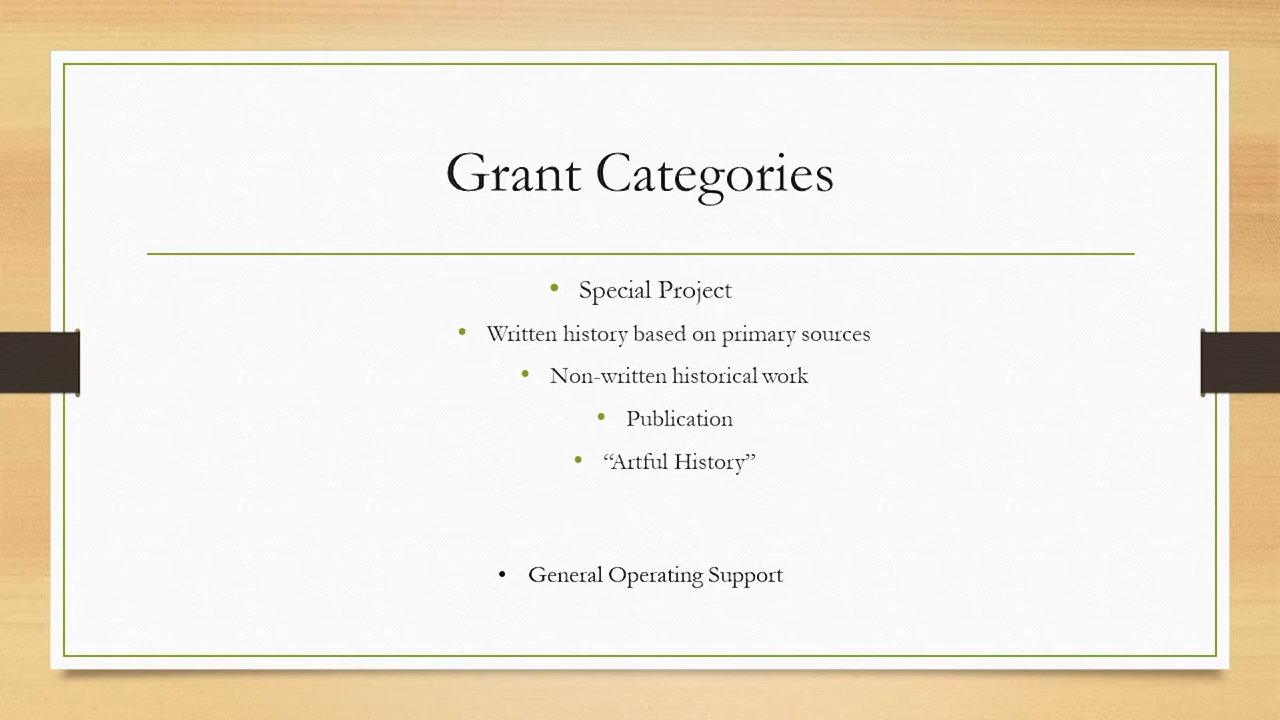 Grant Categories
• Special Project
• Written history based on primary sources
• Non-written historical work
• Publication
• “Artful History”
• General Operating Support